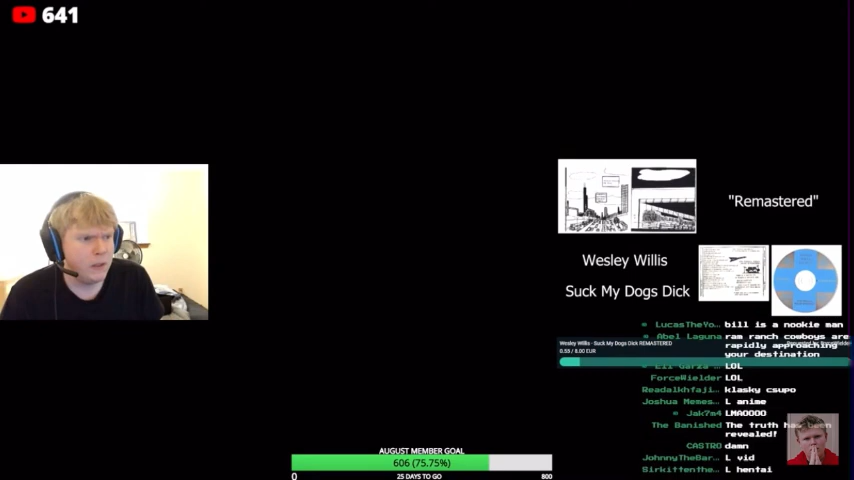 641
"Remastered"
Wesley Willis
Suck My Dogs Dick
LucasTheYo… bill is a nookie man
Abel Laguna ram ranch cowboys are
rapidly approaching
your destination
Wesley Willis - Suck My Dogs Dick REMASTERED
0.55 / 8.00 EUR
LOL
ForceWielder LOL
Readalkhfaji… klasky csupo
Joshua Memes… L anime
Jak7m4 LMAOOOO
The Banished The truth has been
revealed!
CASTRO damn
JohnnyTheBar… L vid
Sirkittenthe… L hentai
AUGUST MEMBER GOAL
606 (75.75%)
0 25 DAYS TO GO 800